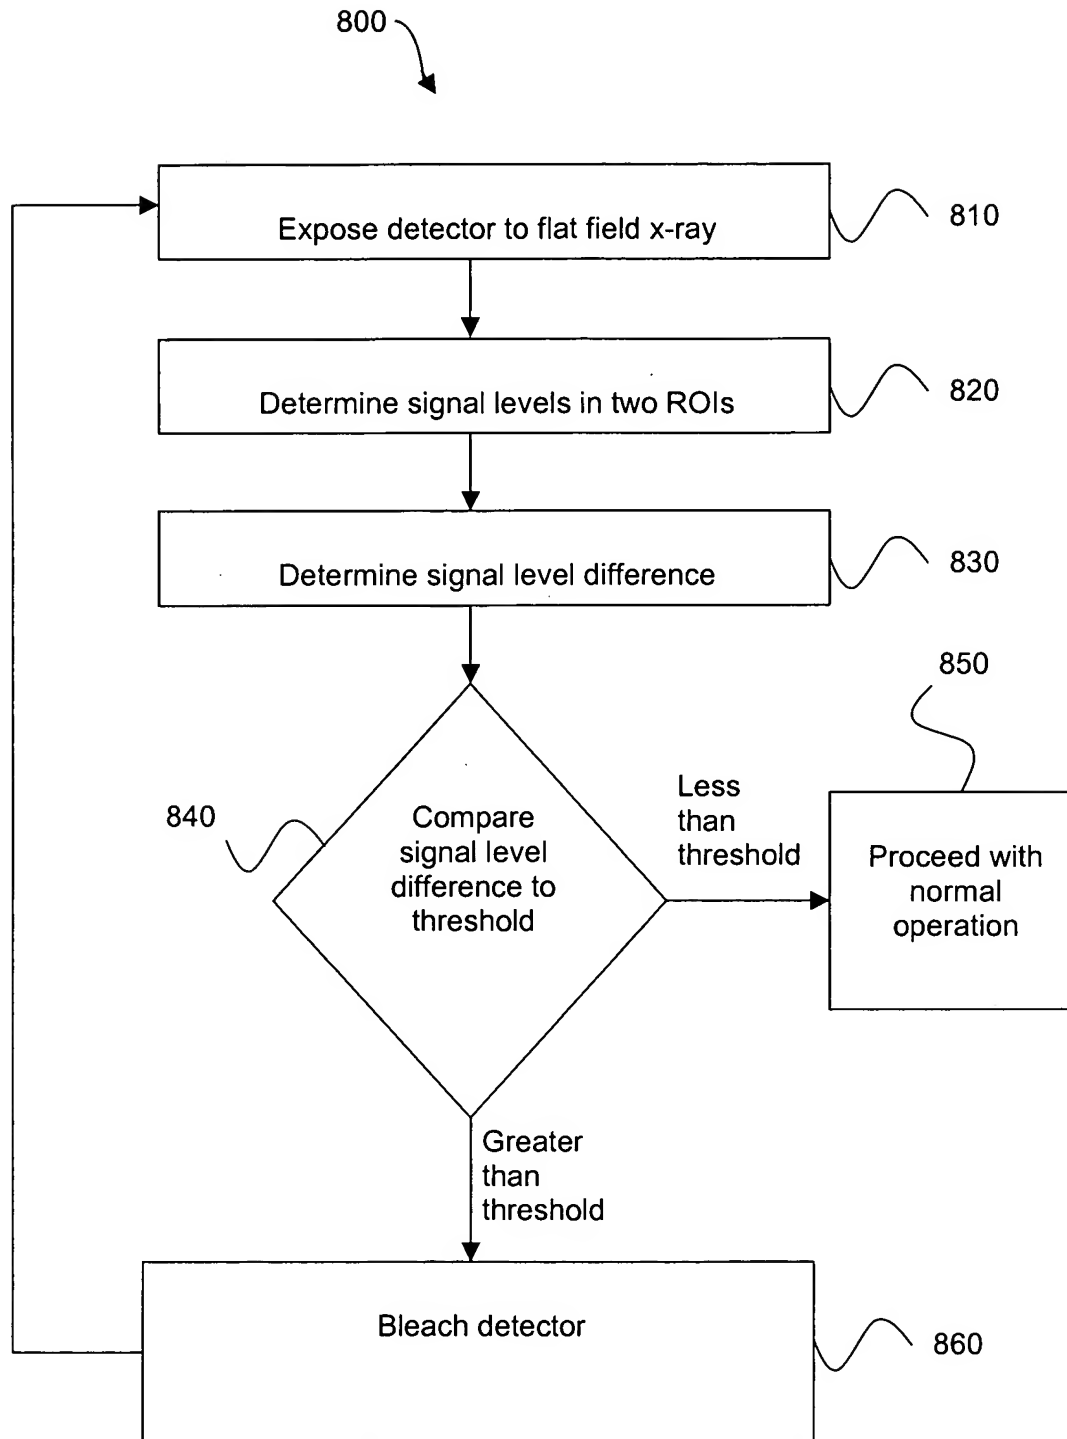 800
Expose detector to flat field x-ray
810
Determine signal levels in two ROIs
820
Determine signal level difference
830
850
840
Compare
signal level
difference to
threshold
Less
than
threshold
Proceed with
normal
operation
Greater
than
threshold
Bleach detector
860